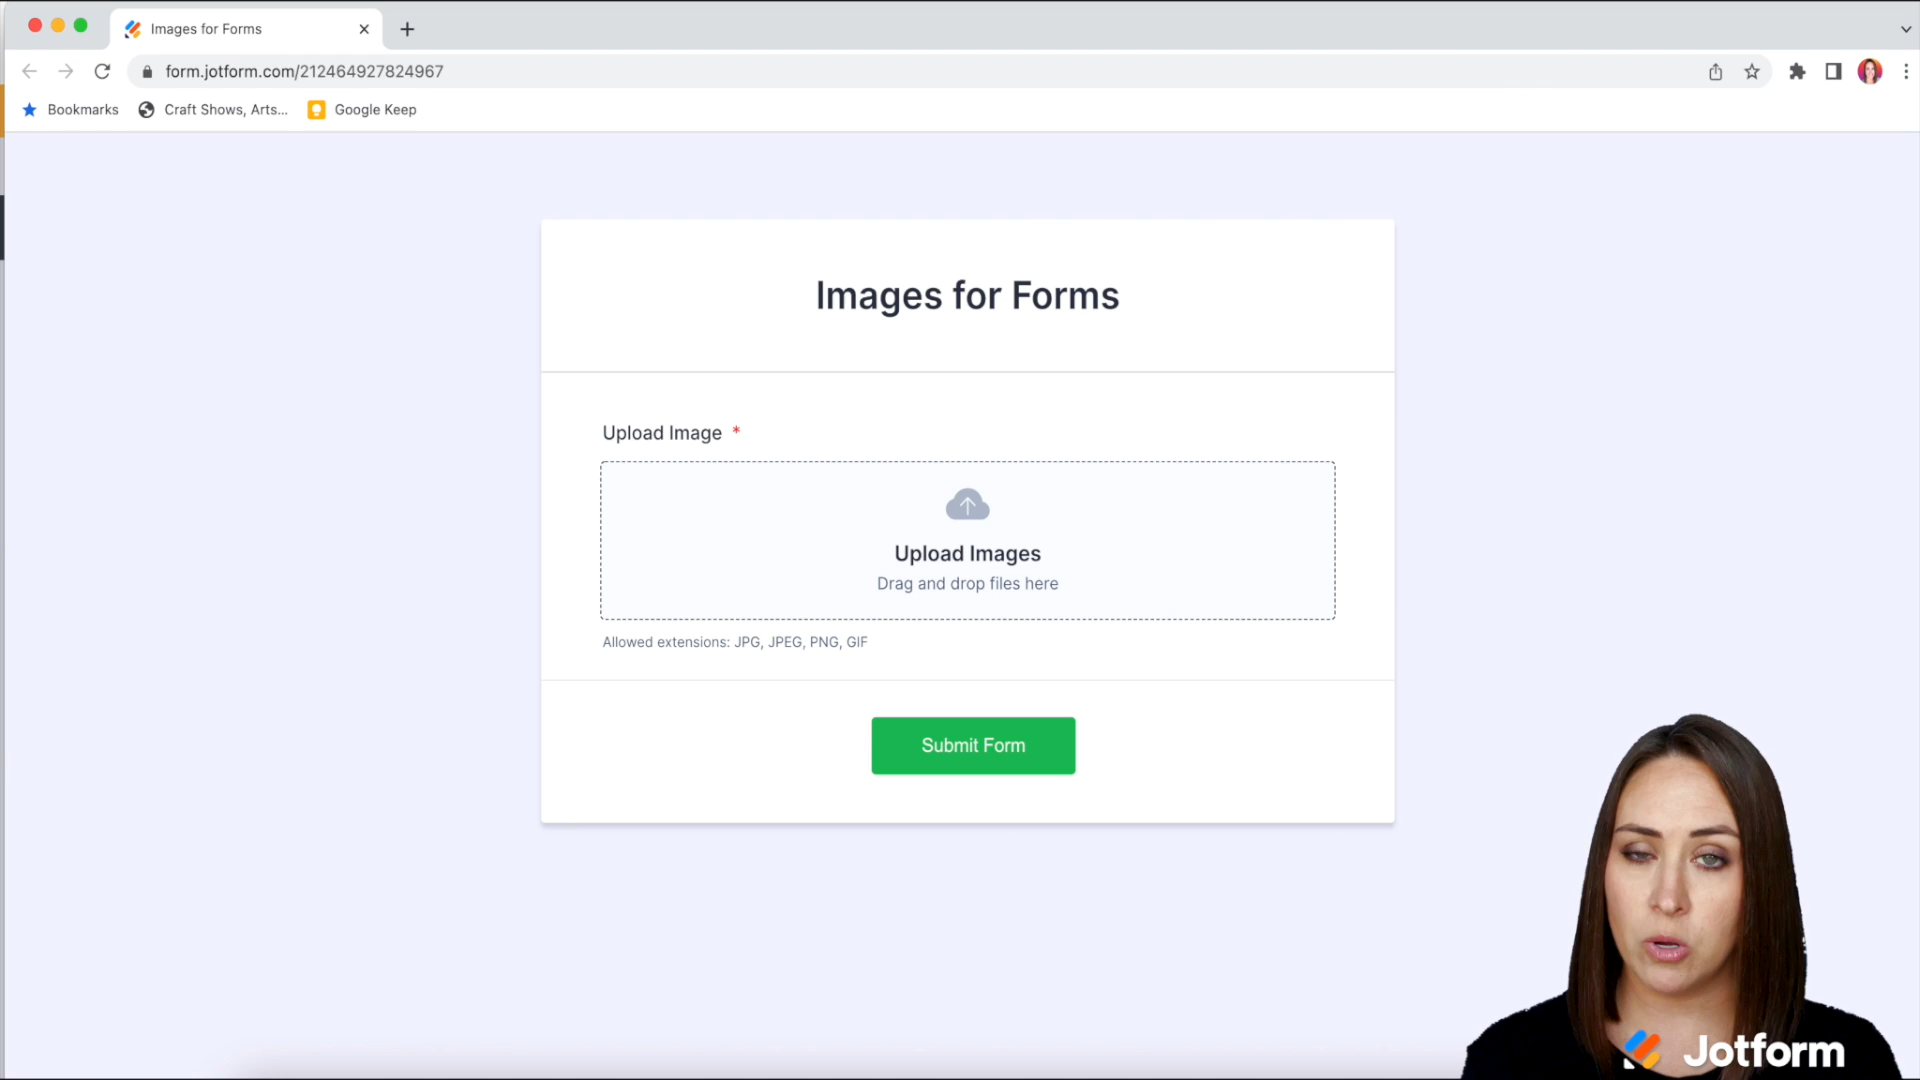 Images for Forms
form.jotform.com/212464927824967
Bookmarks
Craft Shows, Arts...
Google Keep
Images for Forms
Upload Image *
Upload Images
Drag and drop files here
Allowed extensions: JPG, JPEG, PNG, GIF
Submit Form
Jotform